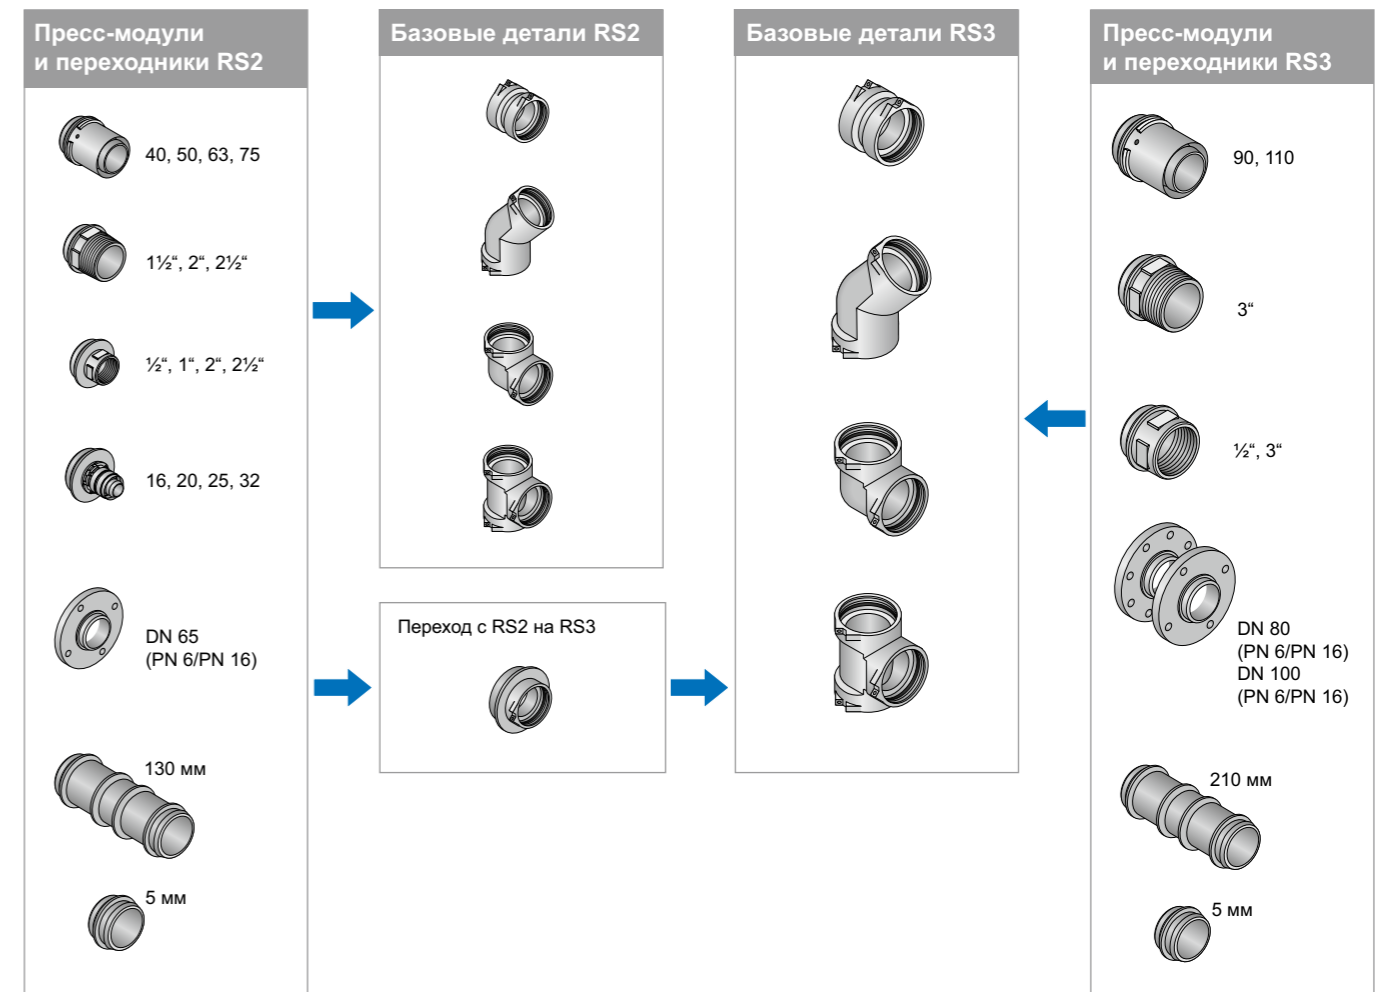 Пресс-модули
и переходники RS2
40, 50, 63, 75
1½“, 2“, 2½“
½“, 1“, 2“, 2½“
16, 20, 25, 32
DN 65
(PN 6/PN 16)
130 мм
5 мм
Базовые детали RS2
Переход с RS2 на RS3
Базовые детали RS3
Пресс-модули
и переходники RS3
90, 110
3“
½“, 3“
DN 80
(PN 6/PN 16)
DN 100
(PN 6/PN 16)
210 мм
5 мм